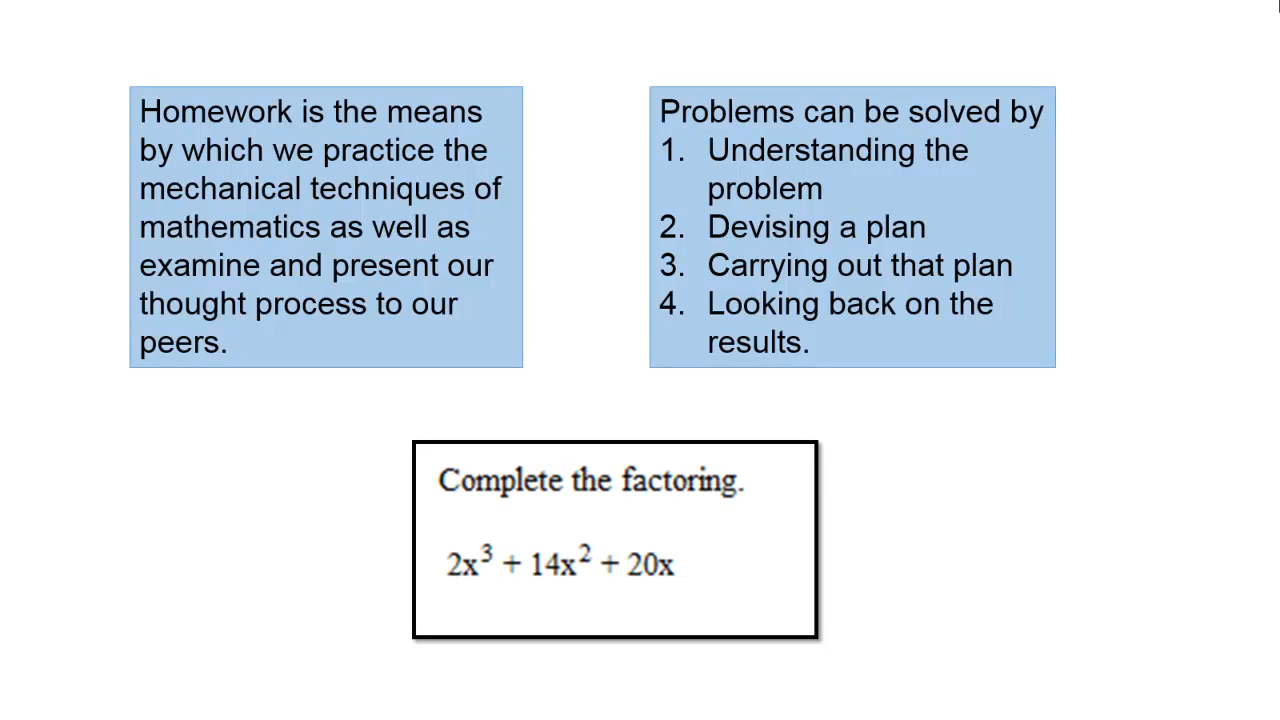 Homework is the means
by which we practice the
mechanical techniques of
mathematics as well as
examine and present our
thought process to our
peers.
Problems can be solved by
1. Understanding the
problem
2. Devising a plan
3. Carrying out that plan
4. Looking back on the
results.
Complete the factoring.
2x³ + 14x² + 20x